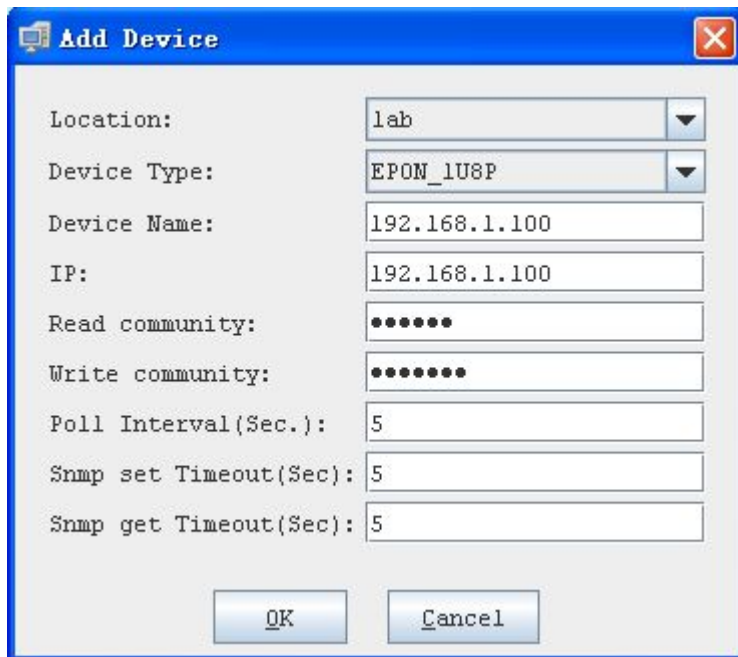 Add Device
Location: lab
Device Type: EPON_1U8P
Device Name: 192.168.1.100
IP: 192.168.1.100
Read community: ●●●●●●
Write community: ●●●●●●●
Poll Interval(Sec.): 5
Snmp set Timeout(Sec): 5
Snmp get Timeout(Sec): 5
OK Cancel